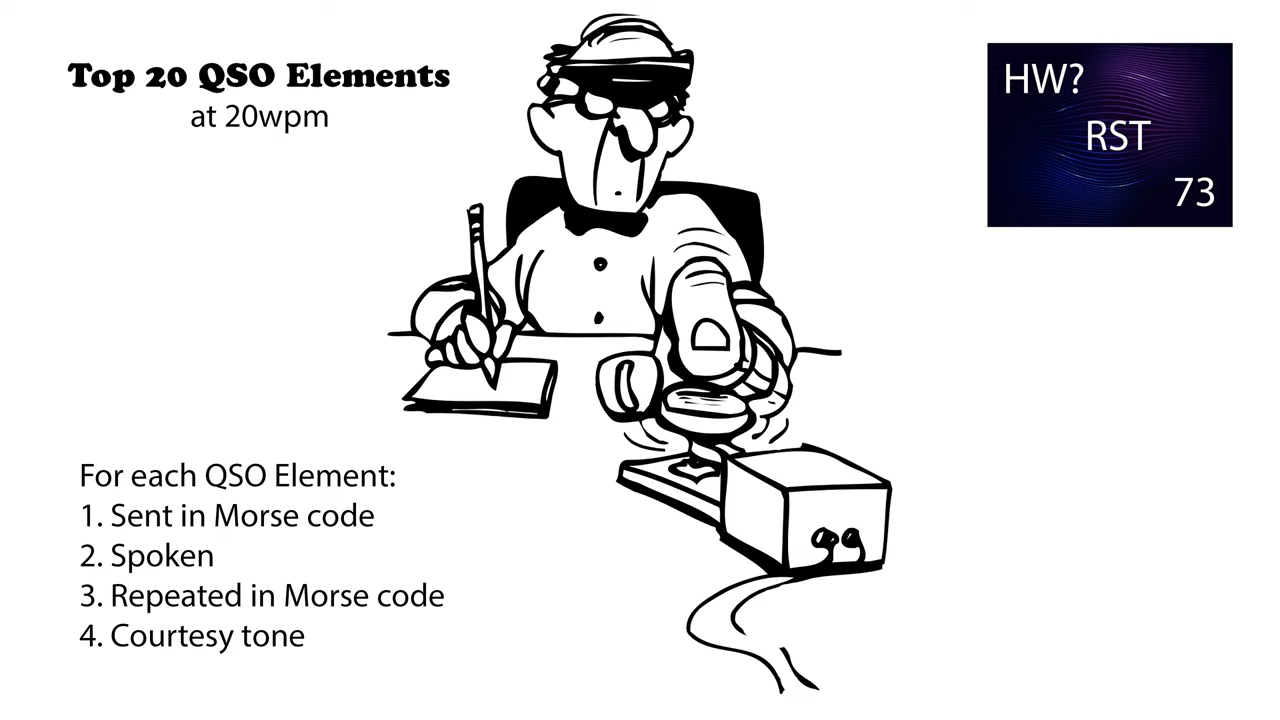 Top 20 QSO Elements
at 20wpm
HW?
RST
73
For each QSO Element:
1. Sent in Morse code
2. Spoken
3. Repeated in Morse code
4. Courtesy tone